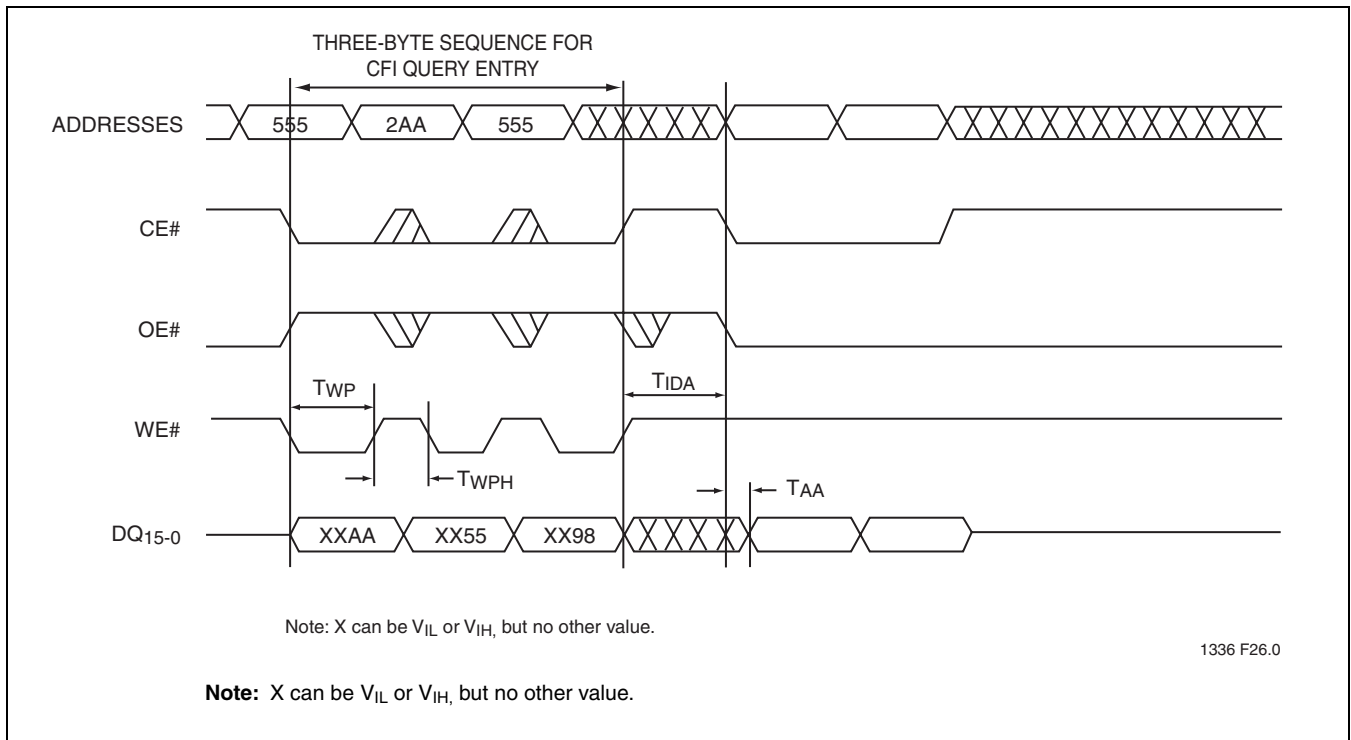 THREE-BYTE SEQUENCE FOR
CFI QUERY ENTRY
ADDRESSES
555 2AA 555
CE#
OE#
TWP
TIDA
WE#
TWPH
TAA
DQ15-0
XXAA XX55 XX98
Note: X can be VIL or VIH, but no other value.
1336 F26.0
Note: X can be VIL or VIH, but no other value.